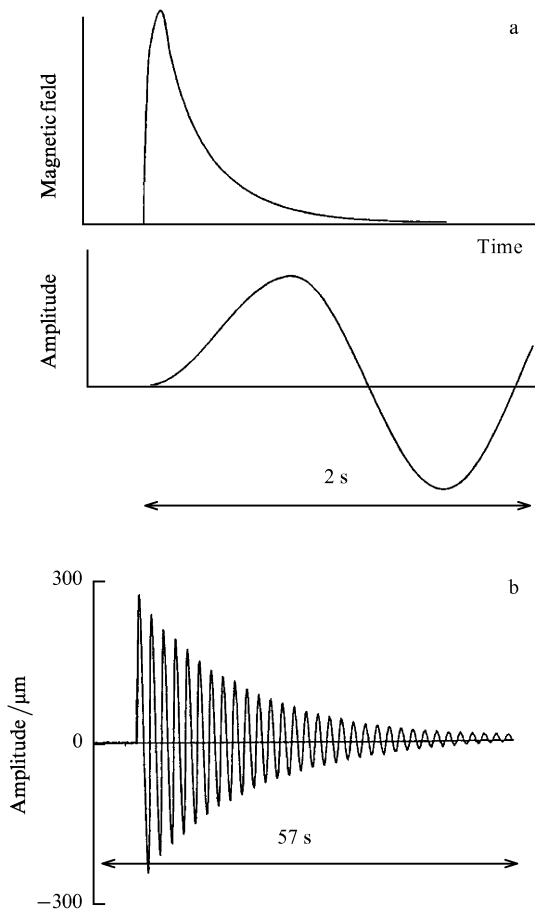 a
Magnetic field
Time
Amplitude
2 s
b
300
0
−300
Amplitude/μm
57 s